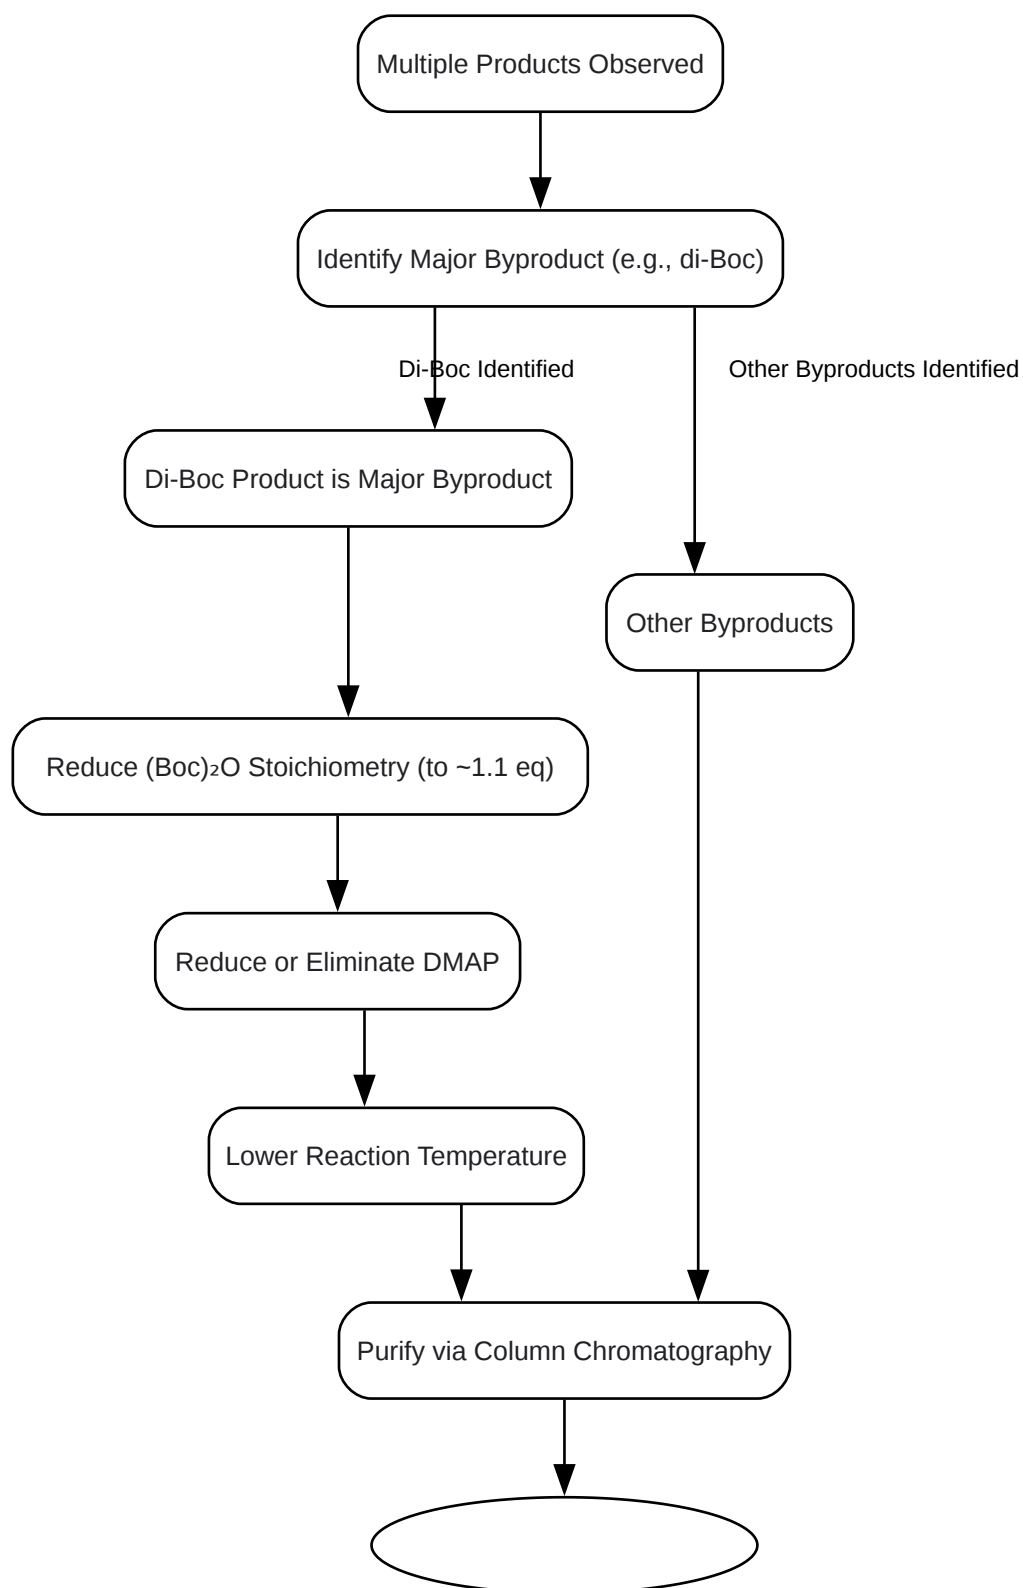 Multiple Products Observed
Identify Major Byproduct (e.g., di-Boc)
Di-Boc Identified
Other Byproducts Identified
Di-Boc Product is Major Byproduct
Other Byproducts
Reduce (Boc)₂O Stoichiometry (to ~1.1 eq)
Reduce or Eliminate DMAP
Lower Reaction Temperature
Purify via Column Chromatography